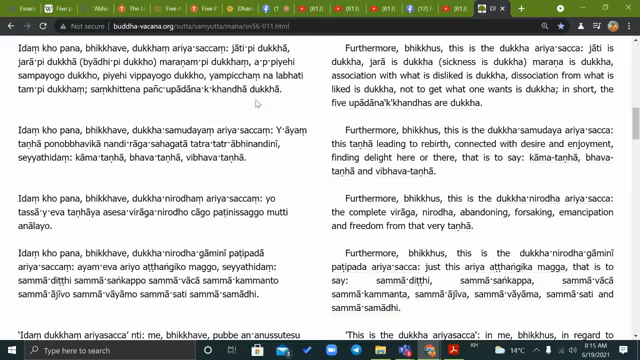 Finan
W
'Abhi
T
T
(813)
(2)
(813)
(813)
Dhan
(813)
(2) F
(813)
Di
Not secure
buddha-vacana.org/sutta/samyutta/maha/sn56-011.html
Update
Idaṃ kho pana, bhikkhave, dukkhaṃ ariya·saccaṃ: jāti·pi dukkhā,
jarā·pi dukkhā (byādhi·pi dukkho) maraṇam·pi dukkhaṃ, a·p·piyehi
sampayogo dukkho, piyehi vippayogo dukkho, yampicchaṃ na labhati
tam·pi dukkhaṃ; saṃkhittena pañc·upādāna·k·khandhā dukkhā.
Furthermore, bhikkhus, this is the dukkha ariya·sacca: jāti is
dukkha, jarā is dukkha (sickness is dukkha) maraṇa is dukkha,
association with what is disliked is dukkha, dissociation from what is
liked is dukkha, not to get what one wants is dukkha; in short, the
five upādāna'k'khandhas are dukkha.
Idaṃ kho pana, bhikkhave, dukkha·samudayaṃ ariya·saccaṃ: Y·āyaṃ
taṇhā ponobbhavikā nandi·rāga·sahagatā tatra·tatr·ābhinandinī,
seyyathidaṃ: kāma·taṇhā, bhava·taṇhā, vibhava·taṇhā.
Furthermore, bhikkhus, this is the dukkha·samudaya ariya·sacca:
this taṇhā leading to rebirth, connected with desire and enjoyment,
finding delight here or there, that is to say: kāma-taṇhā, bhava-
taṇhā and vibhava-taṇhā.
Idaṃ kho pana, bhikkhave, dukkha·nirodhaṃ ariya·saccaṃ: yo
tassā·y·eva taṇhāya asesa·virāga·nirodho cāgo paṭinissaggo mutti
anālayo.
Furthermore, bhikkhus, this is the dukkha·nirodha ariya·sacca:
the complete virāga, nirodha, abandoning, forsaking, emancipation
and freedom from that very taṇhā.
Idaṃ kho pana, bhikkhave, dukkha·nirodha·gāminī paṭipadā
ariya·saccaṃ: ayam·eva ariyo aṭṭhaṅgiko maggo, seyyathidaṃ:
sammā·diṭṭhi sammā·saṅkappo sammā·vācā sammā·kammanto
sammā·ājīvo sammā·vāyāmo sammā·sati sammā·samādhi.
Furthermore, bhikkhus, this is the dukkha·nirodha·gāminī
paṭipada ariya·sacca: just this ariya aṭṭhaṅgika magga, that is to
say: sammā·diṭṭhi, sammā·saṅkappa, sammā·vācā
sammā·kammanta, sammā·ājīva, sammā·vāyāma, sammā·sati and
sammā·samādhi.
'Idaṃ dukkhaṃ ariyasacca' nti: me, bhikkhave, pubbe an·anussutesu
'This is the dukkha ariyasacca': in me, bhikkhus, in regard to
Type here to search
KH
14°C
8:15 AM
6/19/2021